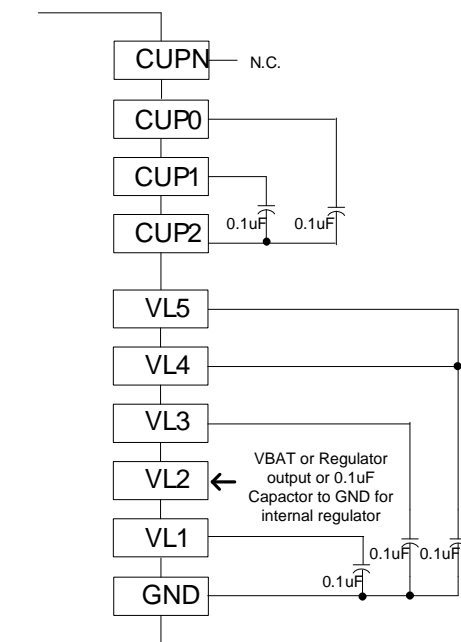 CUPN
N.C.
CUP0
CUP1
0.1uF
0.1uF
CUP2
VL5
VL4
VL3
VL2
VBAT or Regulator
output or 0.1uF
Capactor to GND for
internal regulator
VL1
0.1uF
0.1uF
0.1uF
GND